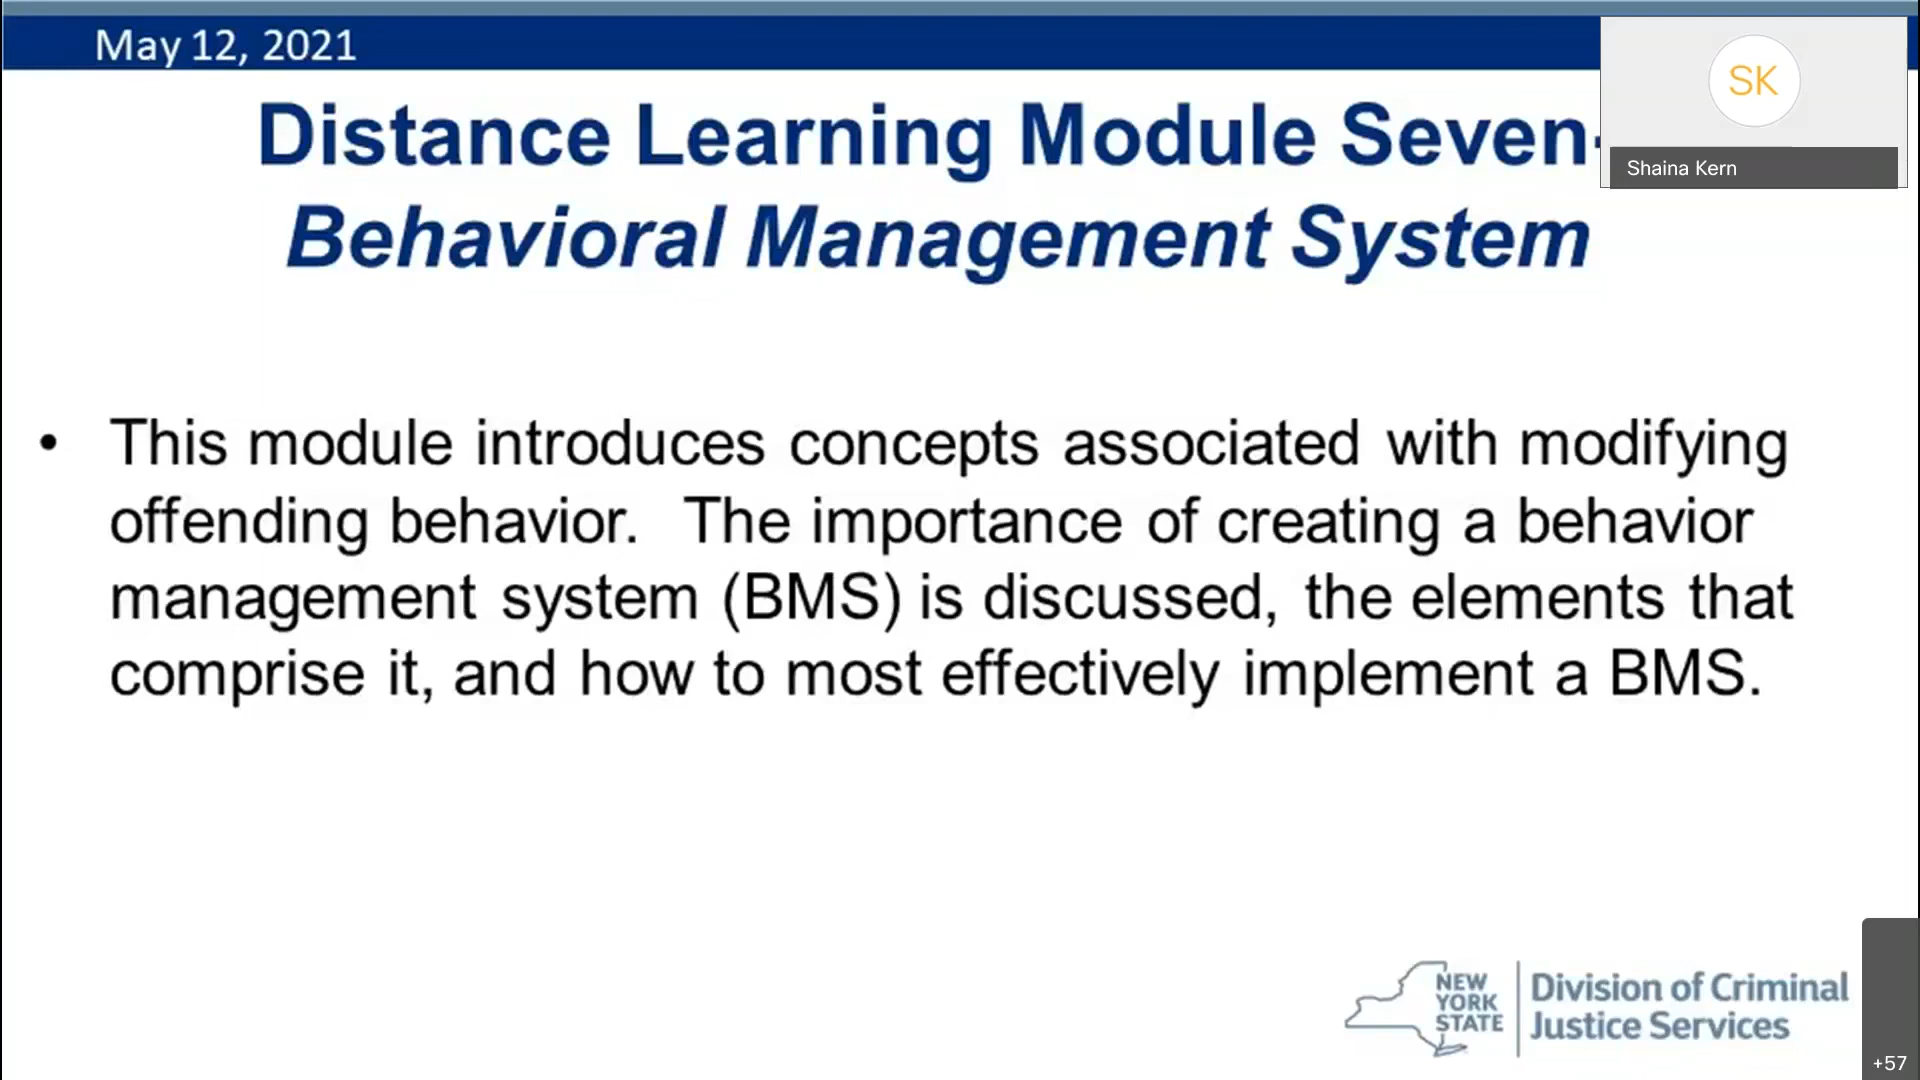 May 12, 2021
SK
Shaina Kern
Distance Learning Module Seven-
Behavioral Management System
• This module introduces concepts associated with modifying
offending behavior. The importance of creating a behavior
management system (BMS) is discussed, the elements that
comprise it, and how to most effectively implement a BMS.
NEW
YORK
STATE
Division of Criminal
Justice Services
+57